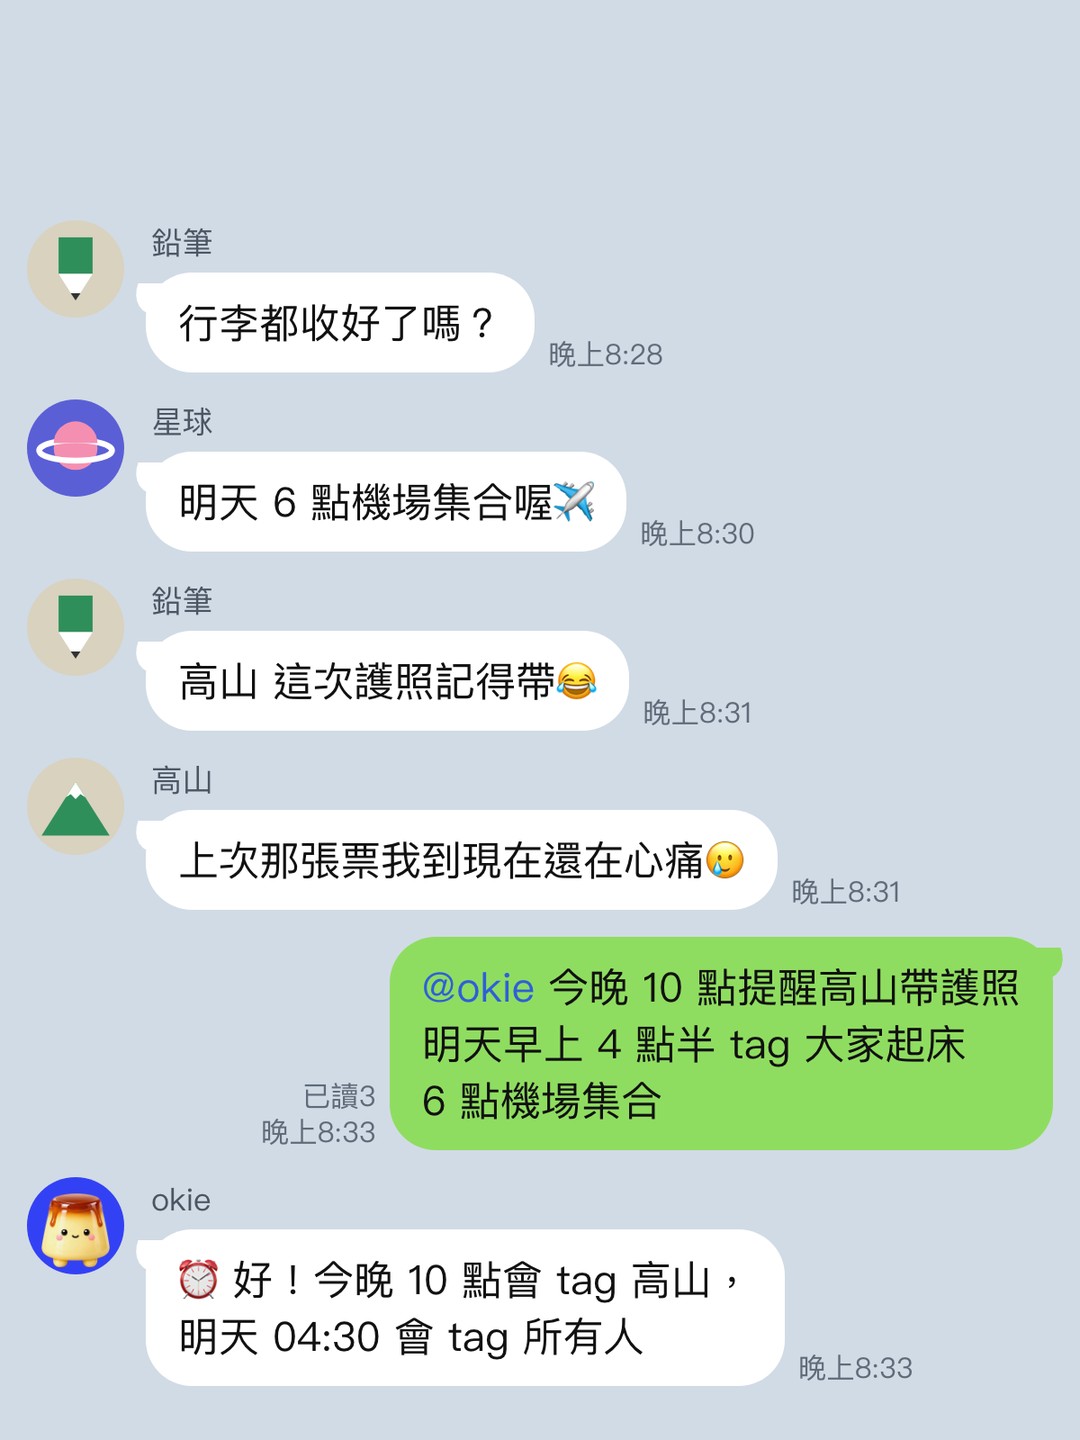 鉛筆
行李都收好了嗎？
晚上8:28
星球
明天 6 點機場集合喔✈️
晚上8:30
鉛筆
高山 這次護照記得帶😂
晚上8:31
高山
上次那張票我到現在還在心痛🥲
晚上8:31
@okie 今晚 10 點提醒高山帶護照
明天早上 4 點半 tag 大家起床
6 點機場集合
已讀3
晚上8:33
okie
⏰ 好！今晚 10 點會 tag 高山，
明天 04:30 會 tag 所有人
晚上8:33